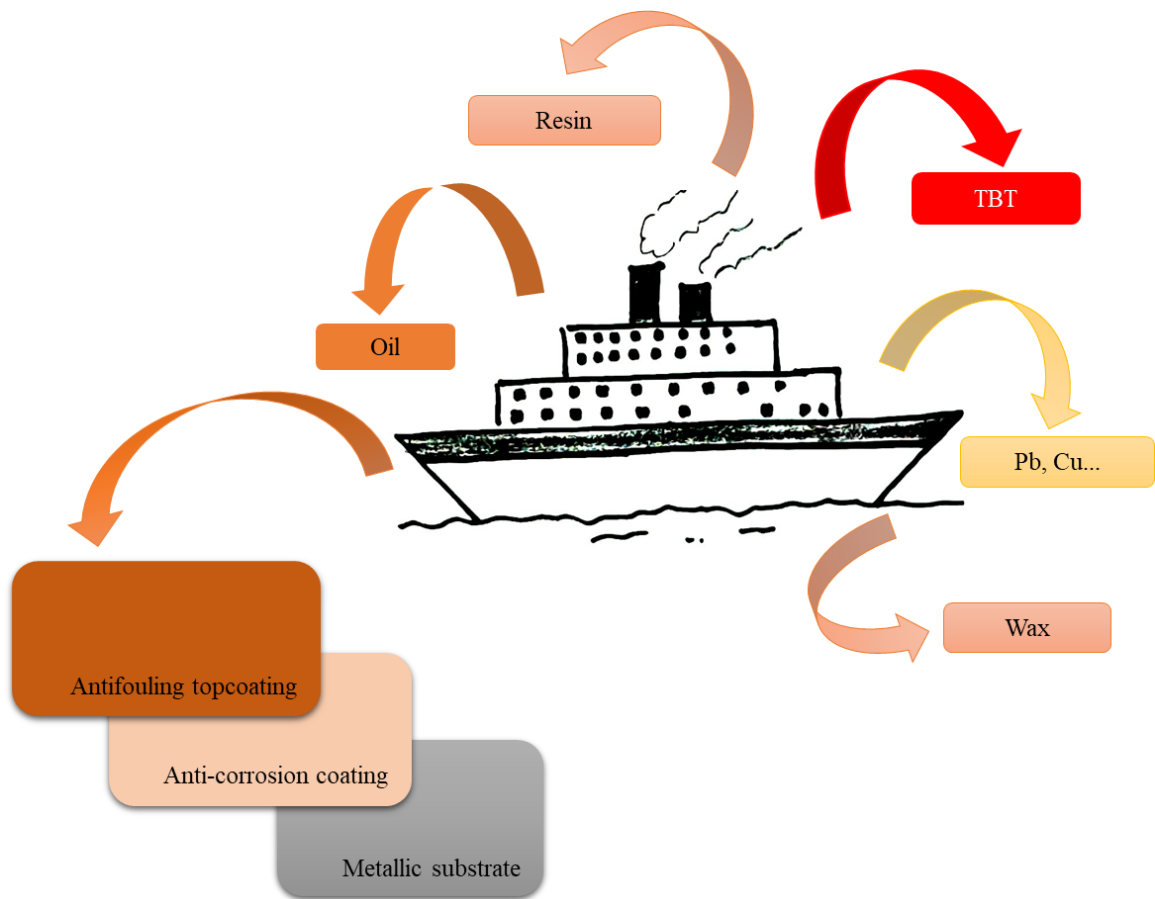 Resin
TBT
Oil
Pb, Cu...
Wax
Antifouling topcoating
Anti-corrosion coating
Metallic substrate